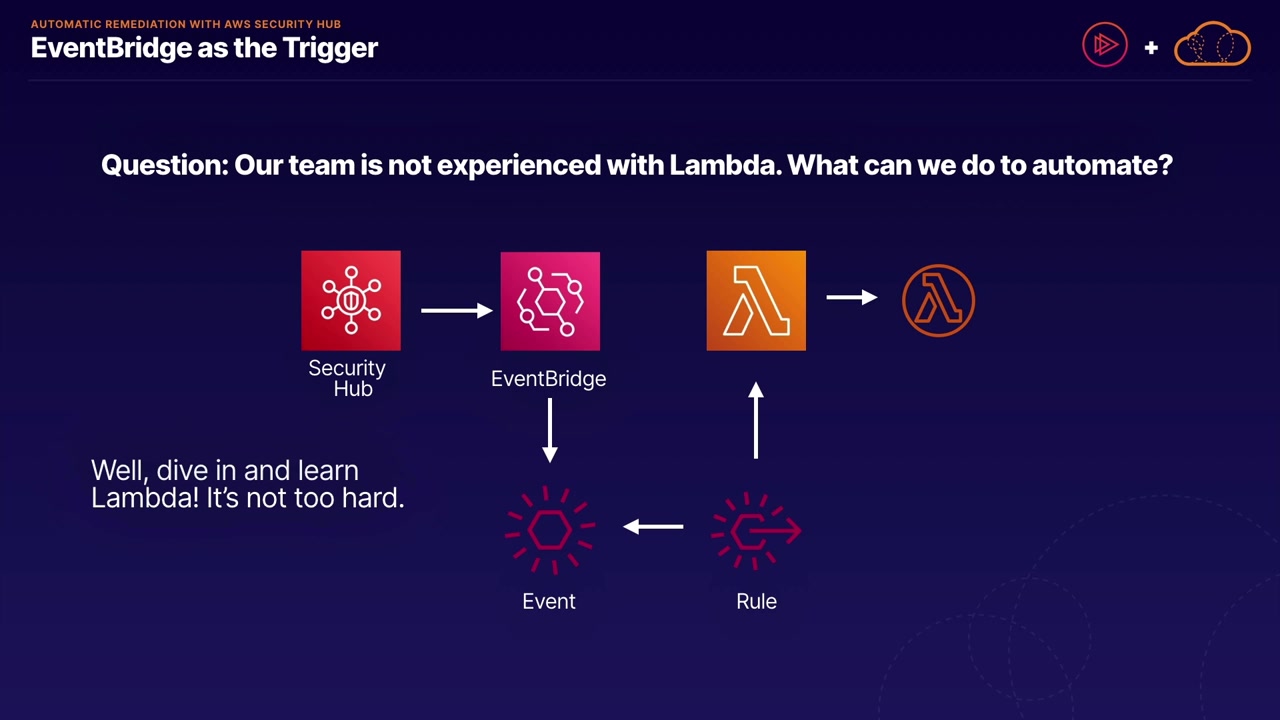 AUTOMATIC REMEDIATION WITH AWS SECURITY HUB
EventBridge as the Trigger
Question: Our team is not experienced with Lambda. What can we do to automate?
Security
Hub
EventBridge
Well, dive in and learn
Lambda! It’s not too hard.
Event
Rule